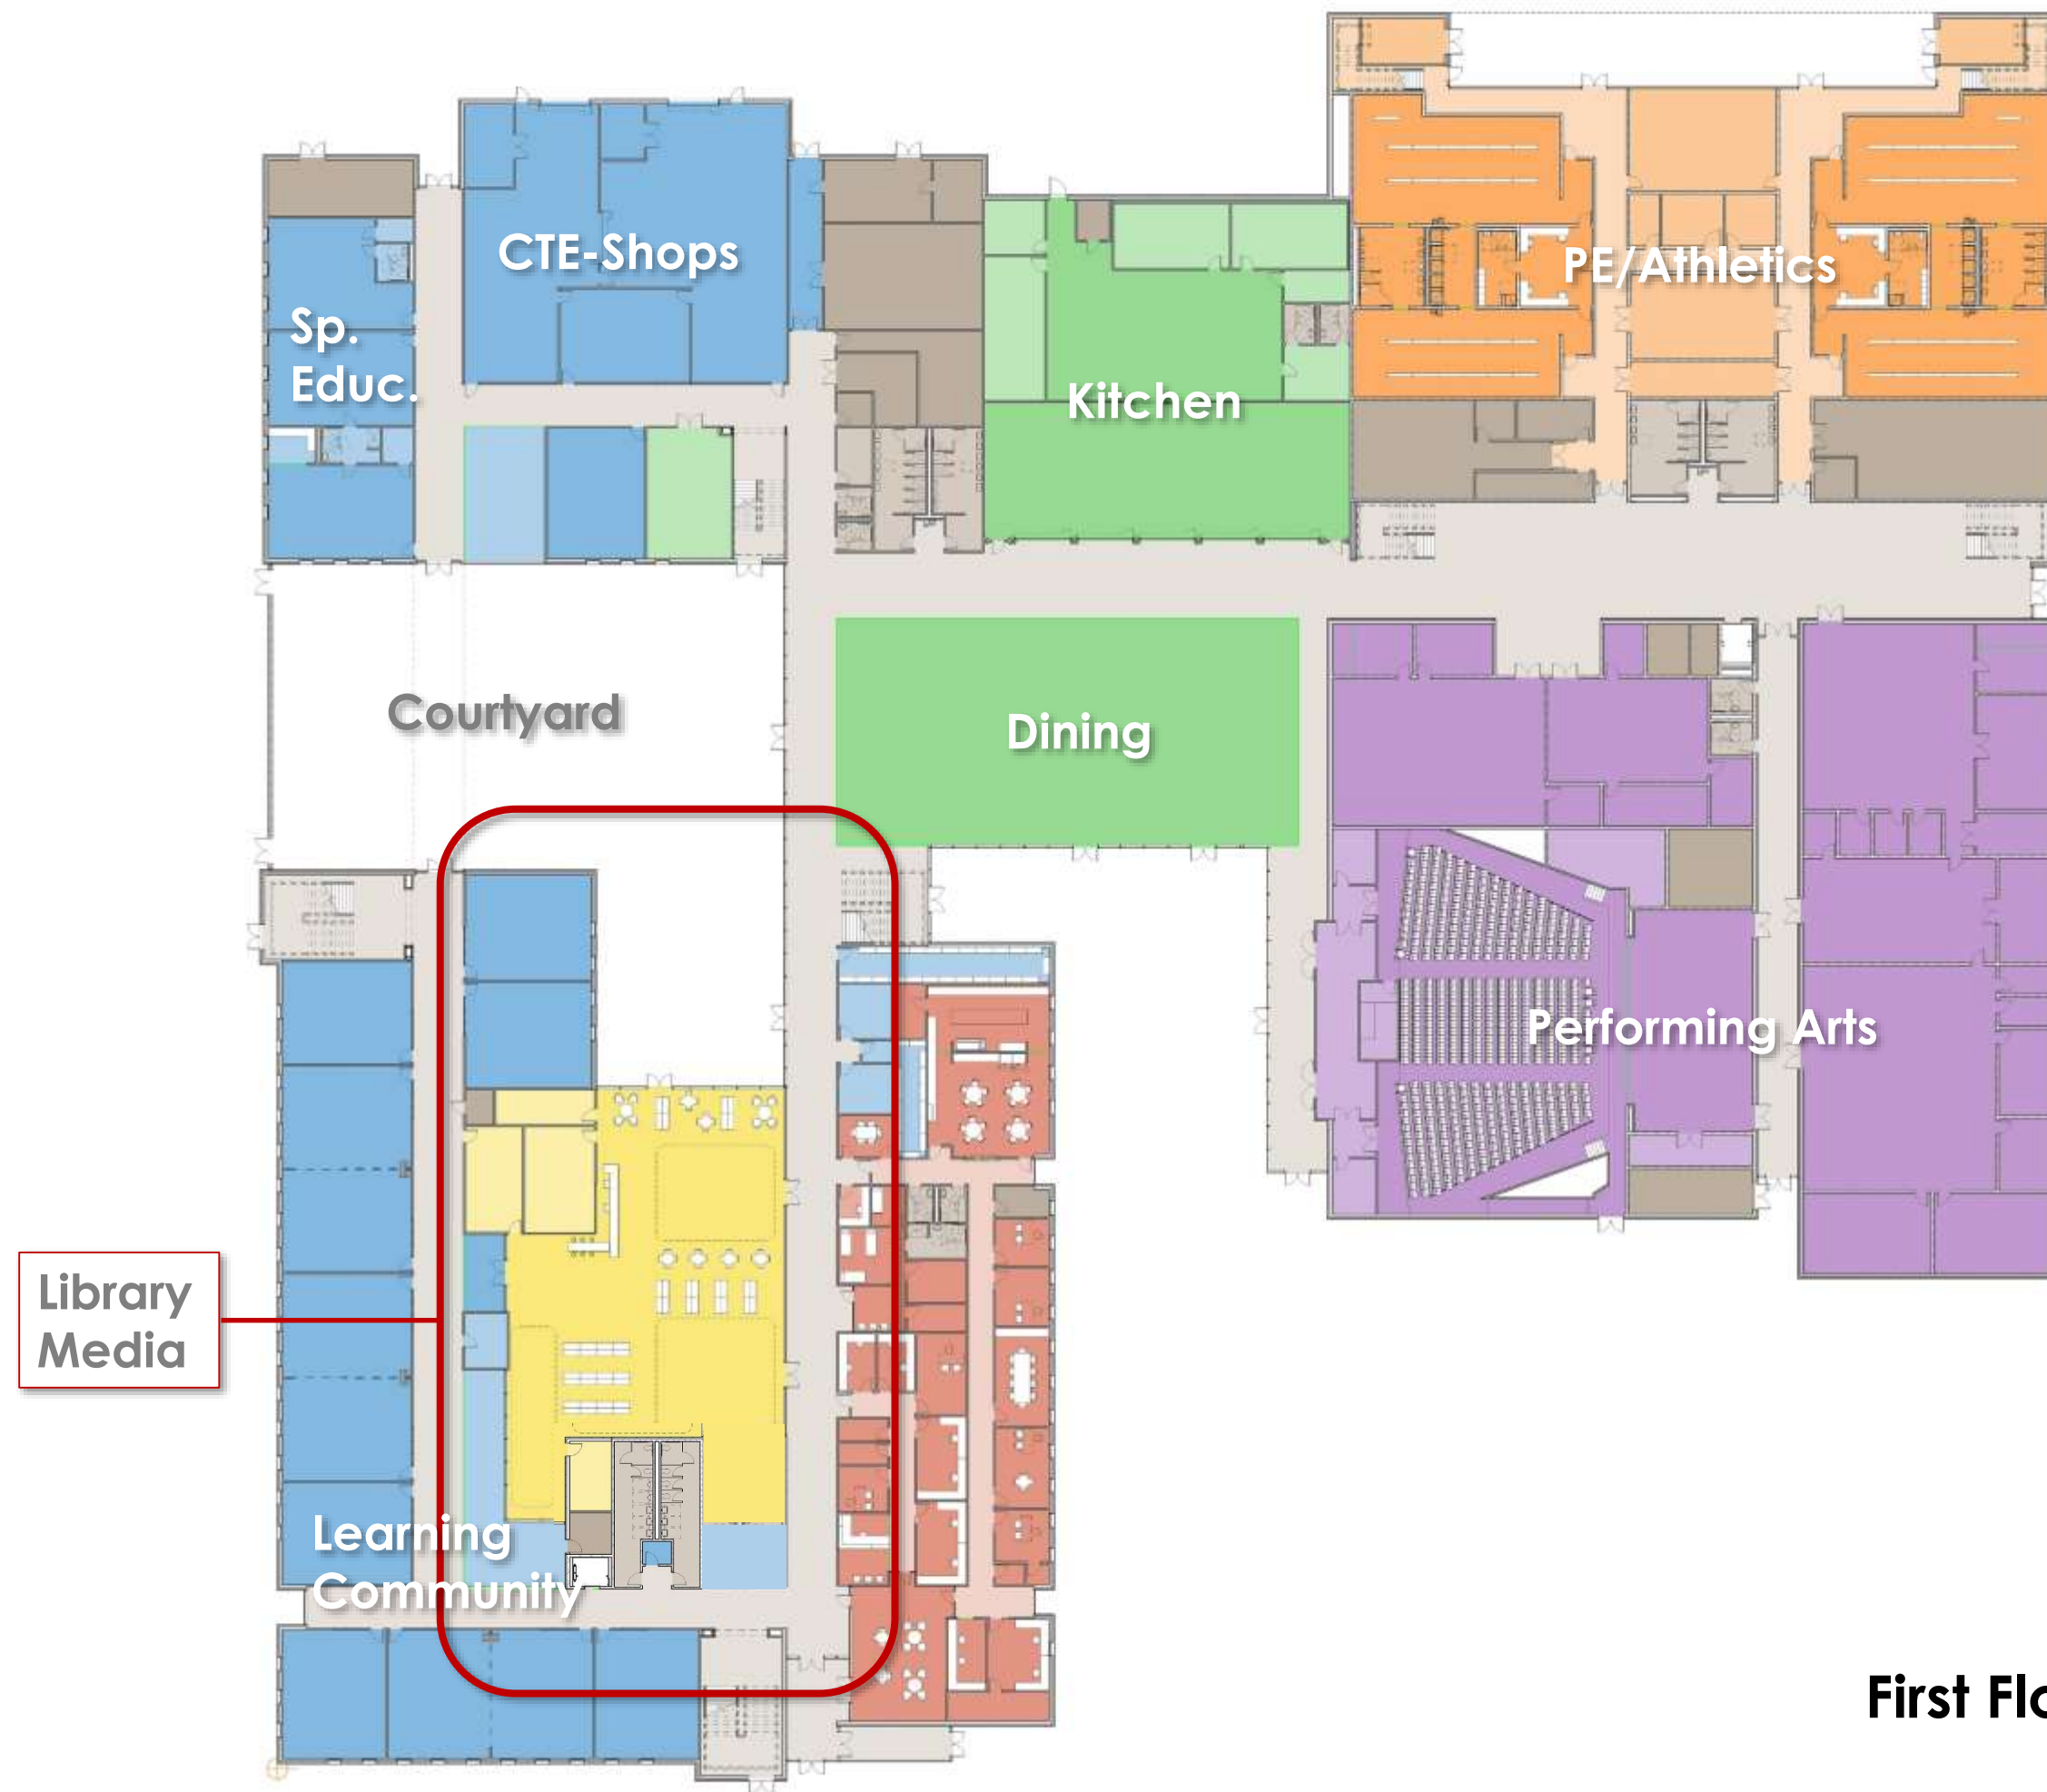 CTE-Shops
Sp.
Educ.
PE/Athletics
Kitchen
Courtyard
Dining
Performing Arts
Library
Media
Learning
Community
First Flo